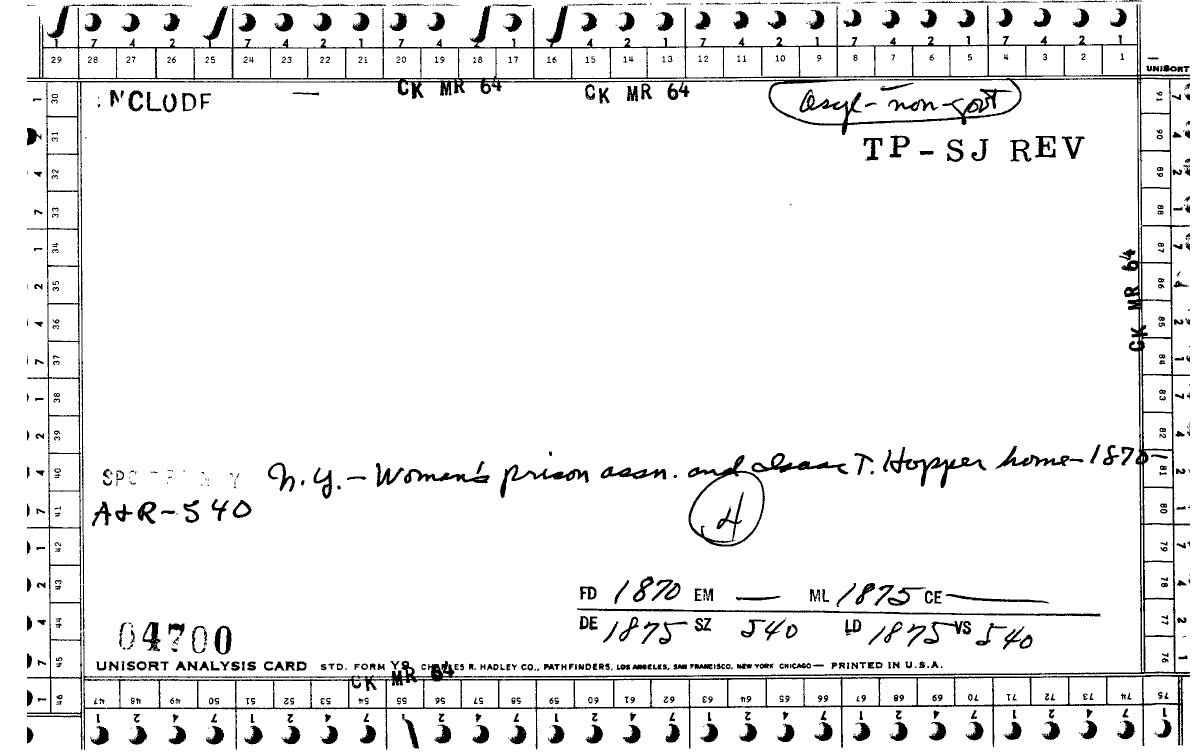 1 7 4 2 1 7 4 2 1 7 4 2 1 7 4 2 1 7 4 2 1 7 4 2 1 7 4 2 1
29 28 27 26 25 24 23 22 21 20 19 18 17 16 15 14 13 12 11 10 9 8 7 6 5 4 3 2 1
UNISORT
CK MR 64 CK MR 64
asyl-non-govt
TP-SJ REV
CK MR 64
N.Y.-Women's prison assn. and Isaac T. Hopper home-1870-
A+R-540
4
FD 1870 EM — ML 1875 CE —
DE 1875 SZ 540 LD 1875 VS 540
04700
UNISORT ANALYSIS CARD STD. FORM Y9 CHARLES R. HADLEY CO., PATHFINDERS, LOS ANGELES, SAN FRANCISCO, NEW YORK CHICAGO — PRINTED IN U.S.A.
CK MR 64
30 31 32 33 34 35 36 37 38 39 40 41 42 43 44 45 46
91 90 89 88 87 86 85 84 83 82 81 80 79 78 77 76 75
47 48 49 50 51 52 53 54 55 56 57 58 59 60 61 62 63 64 65 66 67 68 69 70 71 72 73 74